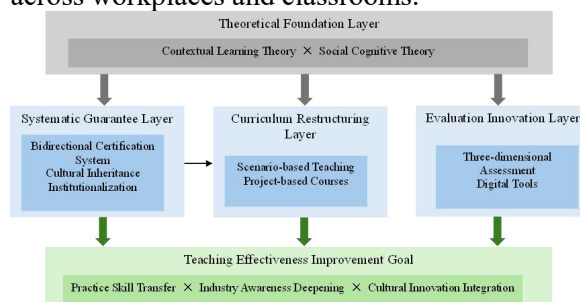 across workplaces and classrooms.
Theoretical Foundation Layer
Contextual Learning Theory × Social Cognitive Theory
Systematic Guarantee Layer
Bidirectional Certification
System
Cultural Inheritance
Institutionalization
Curriculum Restructuring
Layer
Scenario-based Teaching
Project-based Courses
Evaluation Innovation Layer
Three-dimensional
Assessment
Digital Tools
Teaching Effectiveness Improvement Goal
Practice Skill Transfer × Industry Awareness Deepening × Cultural Innovation Integration